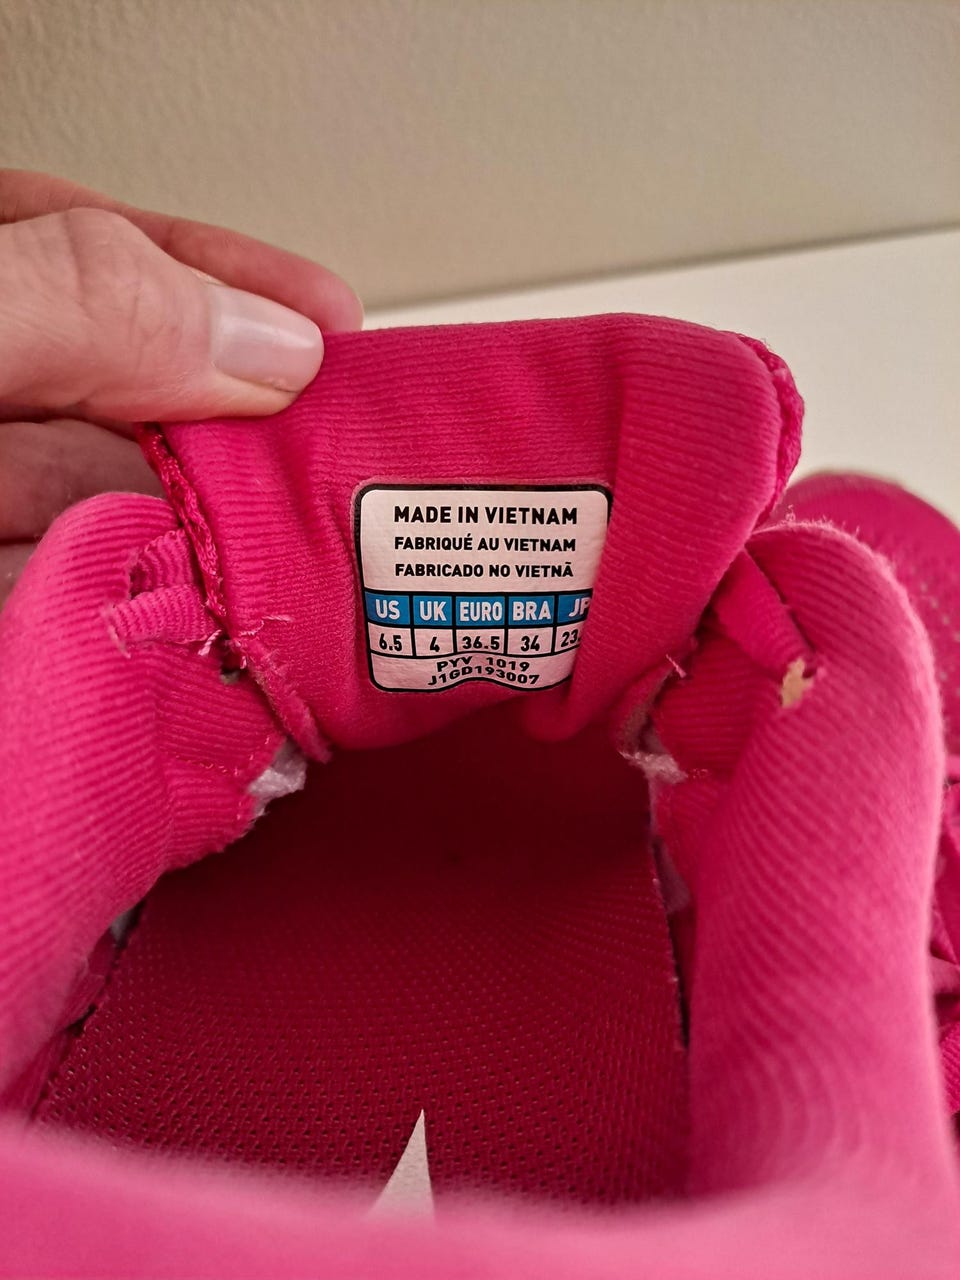 MADE IN VIETNAM
FABRIQUÉ AU VIETNAM
FABRICADO NO VIETNÃ
US UK EURO BRA
6.5 4 36.5 34
PYV 1019
J1GD193007